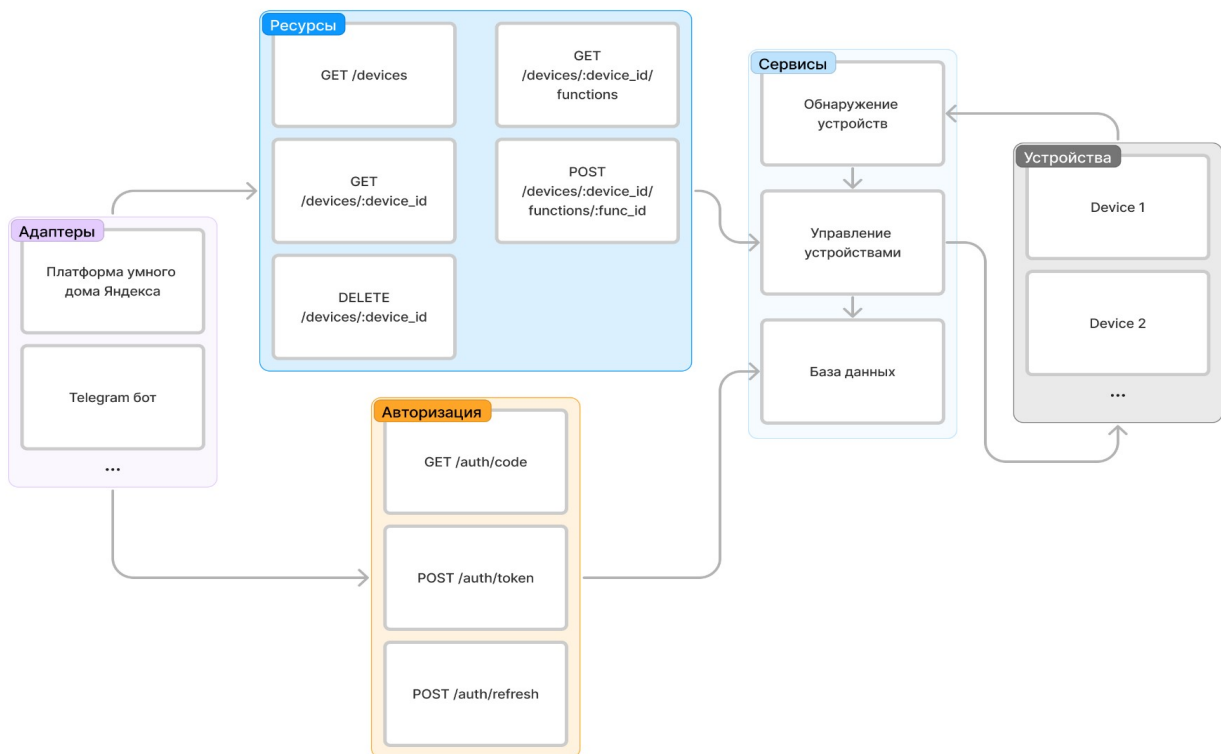 Ресурсы
GET /devices
GET
/devices/:device_id/
functions
GET
/devices/:device_id
POST
/devices/:device_id/
functions/:func_id
DELETE
/devices/:device_id
Адаптеры
Платформа умного
дома Яндекса
Telegram бот
...
Авторизация
GET /auth/code
POST /auth/token
POST /auth/refresh
Сервисы
Обнаружение
устройств
Управление
устройствами
База данных
Устройства
Device 1
Device 2
...